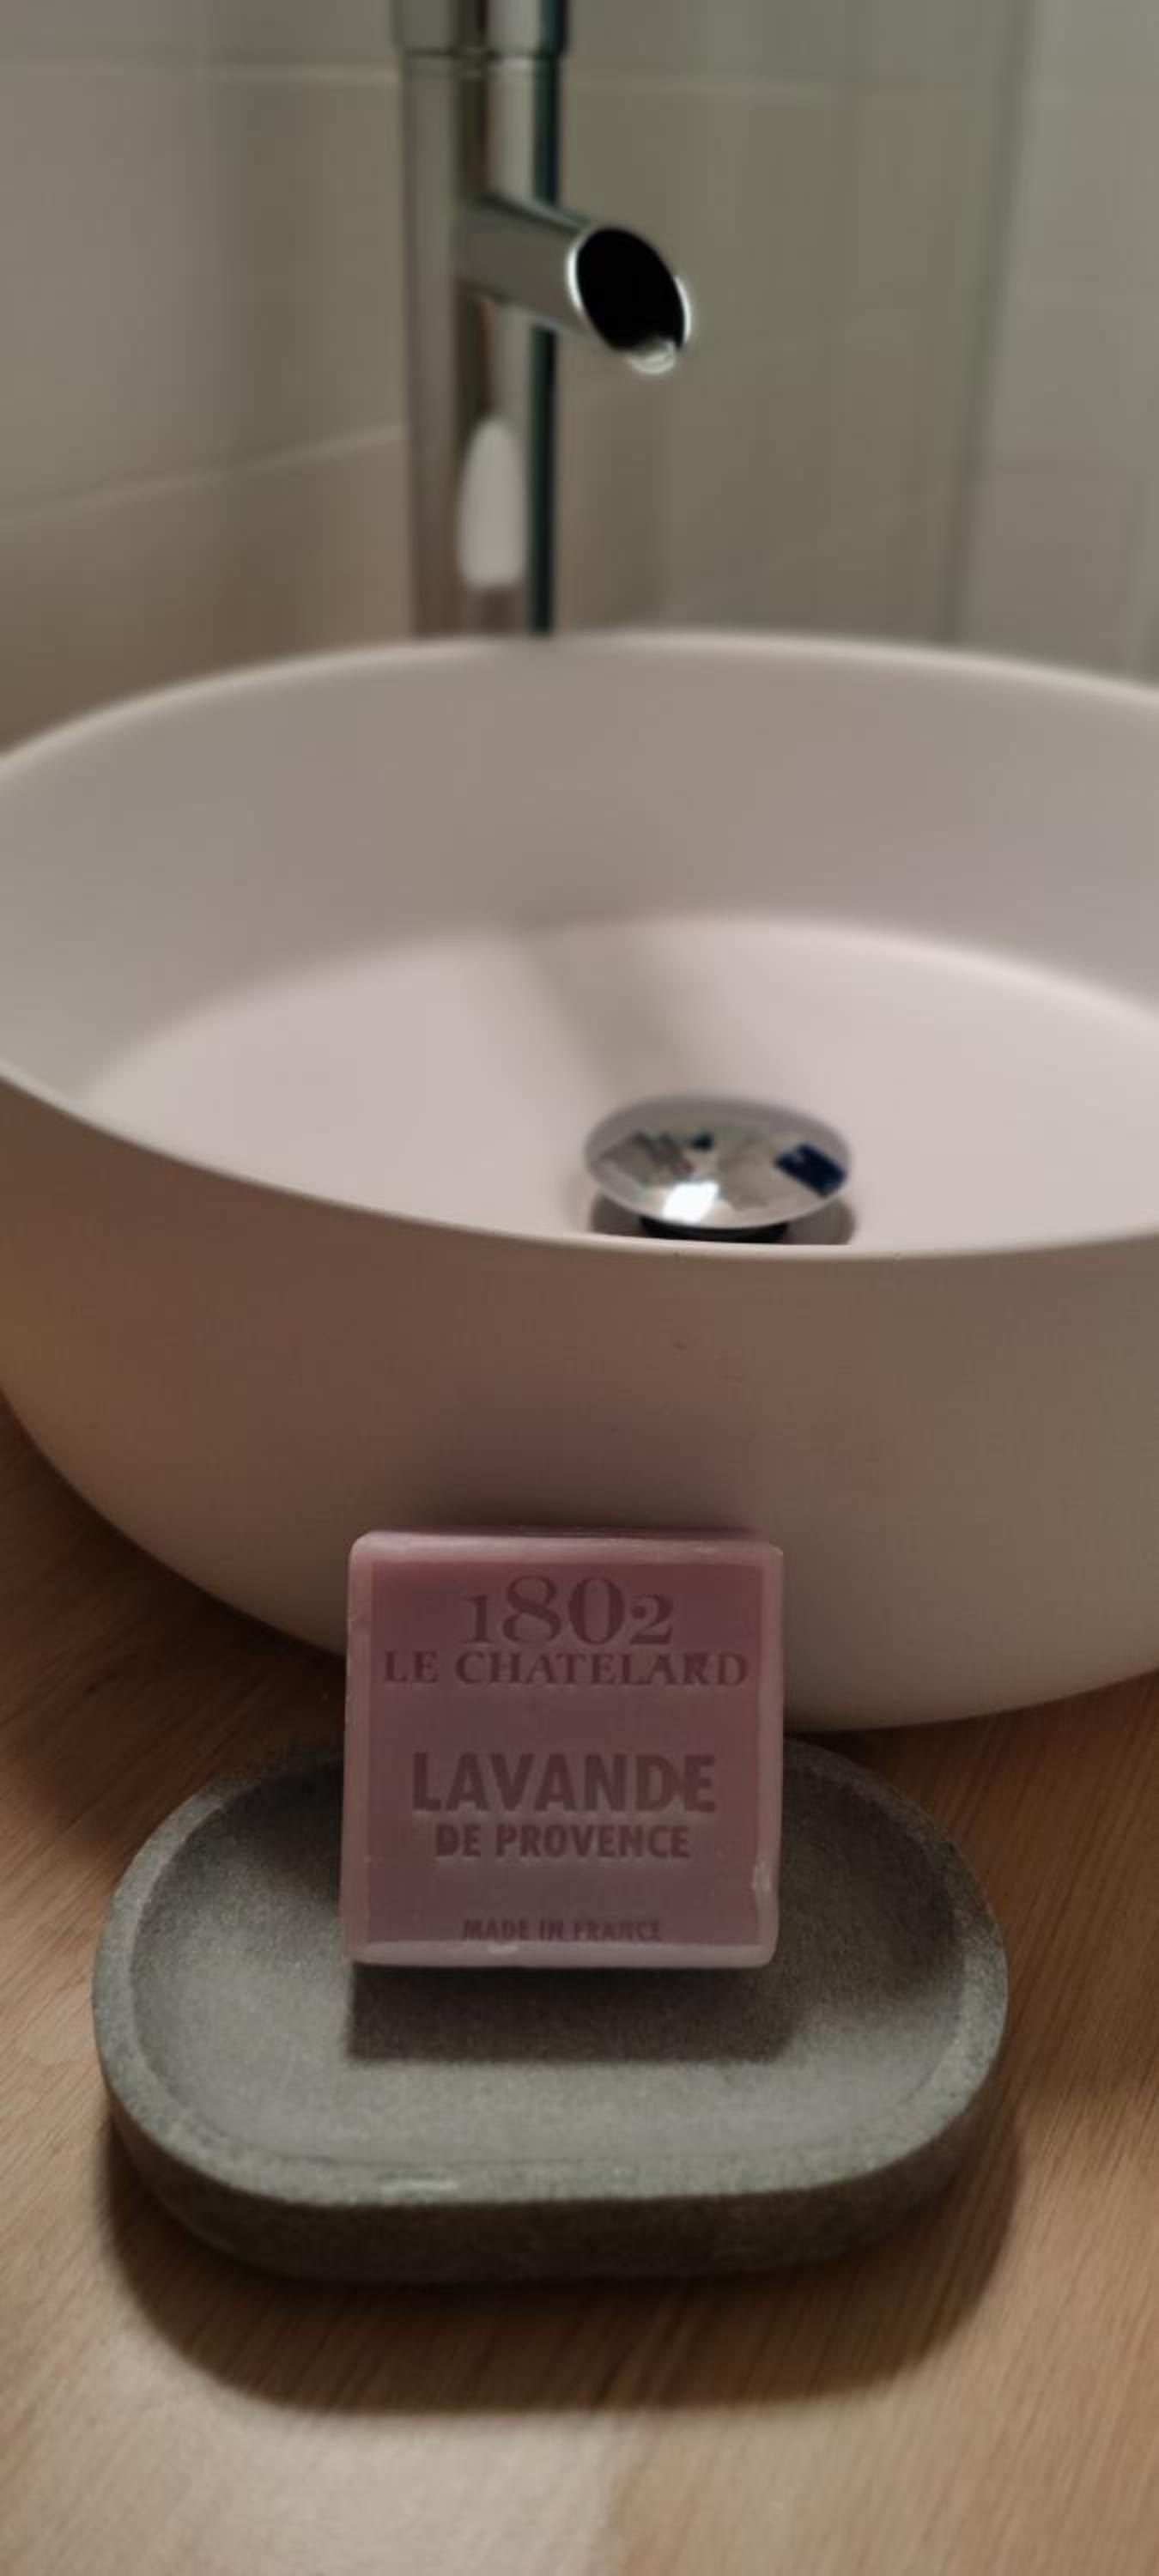 1802
LE CHATELARD
LAVANDE
DE PROVENCE
MADE IN FRANCE